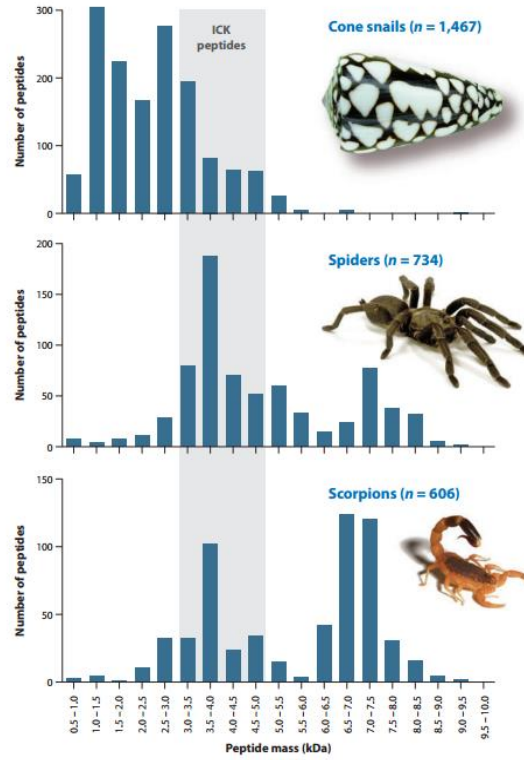 300
200
100
0
Number of peptides
ICK
peptides
Cone snails (n = 1,467)
200
150
100
50
0
Number of peptides
Spiders (n = 734)
150
100
50
0
Number of peptides
Scorpions (n = 606)
0.5 – 1.0
1.0 – 1.5
1.5 – 2.0
2.0 – 2.5
2.5 – 3.0
3.0 – 3.5
3.5 – 4.0
4.0 – 4.5
4.5 – 5.0
5.0 – 5.5
5.5 – 6.0
6.0 – 6.5
6.5 – 7.0
7.0 – 7.5
7.5 – 8.0
8.0 – 8.5
8.5 – 9.0
9.0 – 9.5
9.5 – 10.0
Peptide mass (kDa)